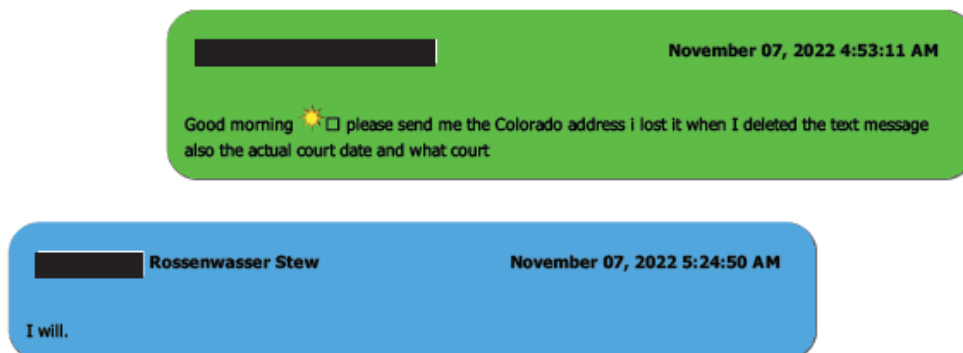 November 07, 2022 4:53:11 AM
Good morning ☀️□ please send me the Colorado address i lost it when I deleted the text message
also the actual court date and what court
Rossenwasser Stew November 07, 2022 5:24:50 AM
I will.